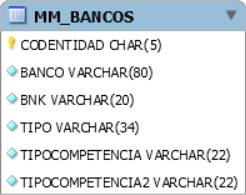 MM_BANCOS
CODENTIDAD CHAR(5)
BANCO VARCHAR(80)
BNK VARCHAR(20)
TIPO VARCHAR(34)
TIPOCOMPETENCIA VARCHAR(22)
TIPOCOMPETENCIA2 VARCHAR(22)